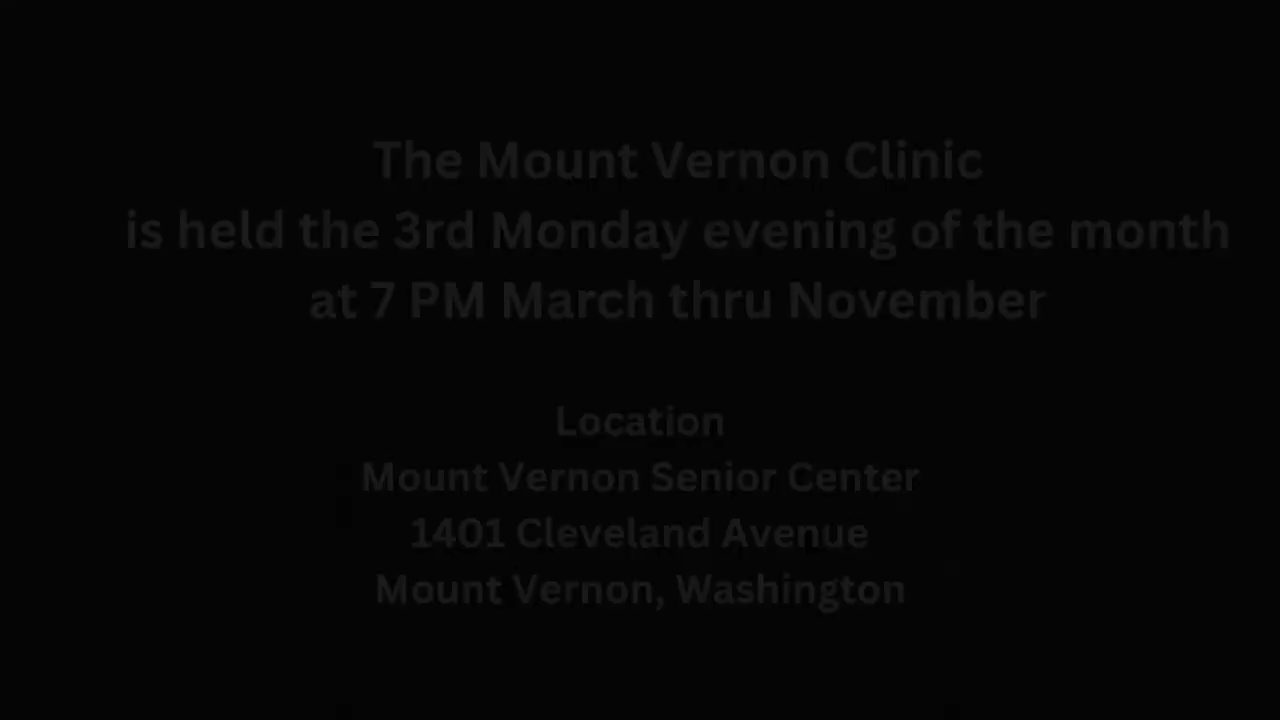 The Mount Vernon Clinic
is held the 3rd Monday evening of the month
at 7 PM March thru November
Location
Mount Vernon Senior Center
1401 Cleveland Avenue
Mount Vernon, Washington